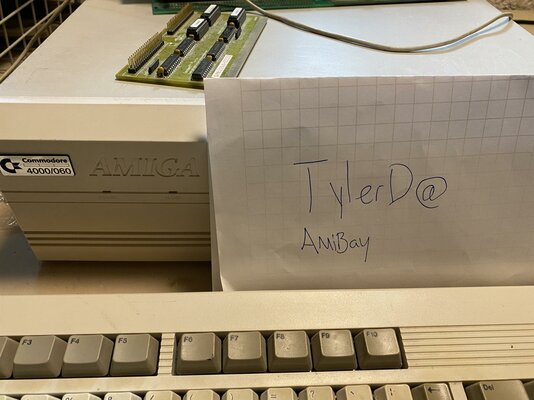 Commodore
4000/060
AMIGA
TylerD@
AmiBay
F3 F4 F5 F6 F7 F8 F9 F10
Del